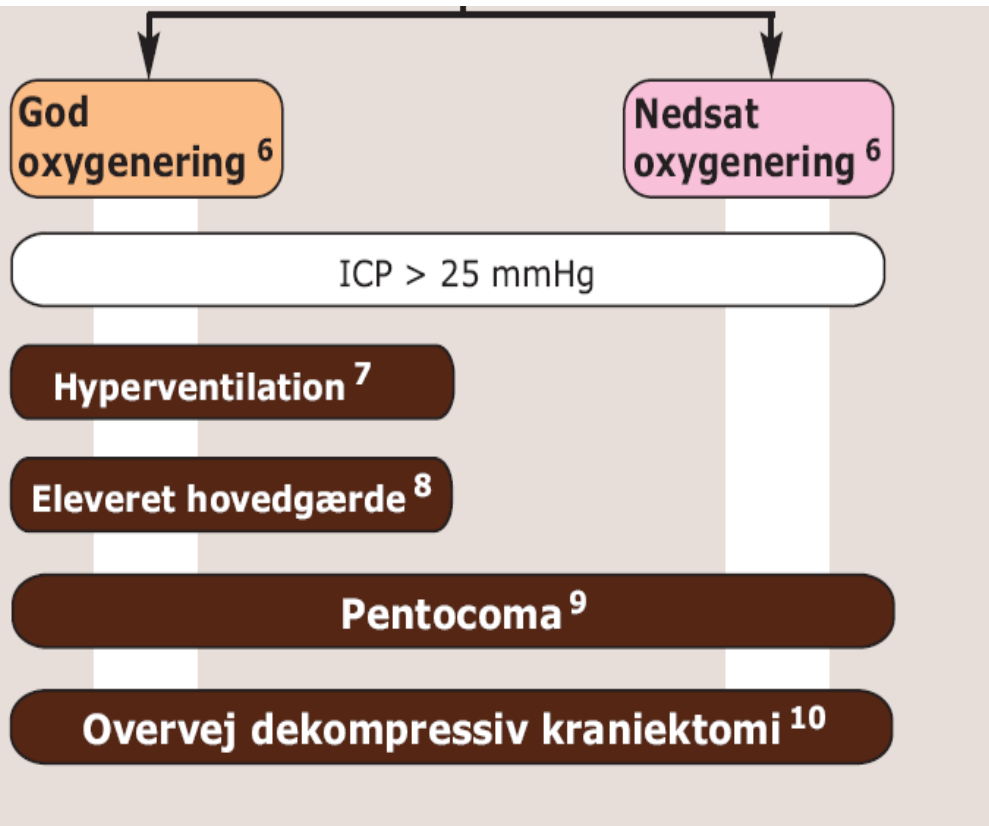 God
oxygenering 6
Nedsat
oxygenering 6
ICP > 25 mmHg
Hyperventilation 7
Eleveret hovedgærde 8
Pentocoma 9
Overvej dekompressiv kraniektomi 10